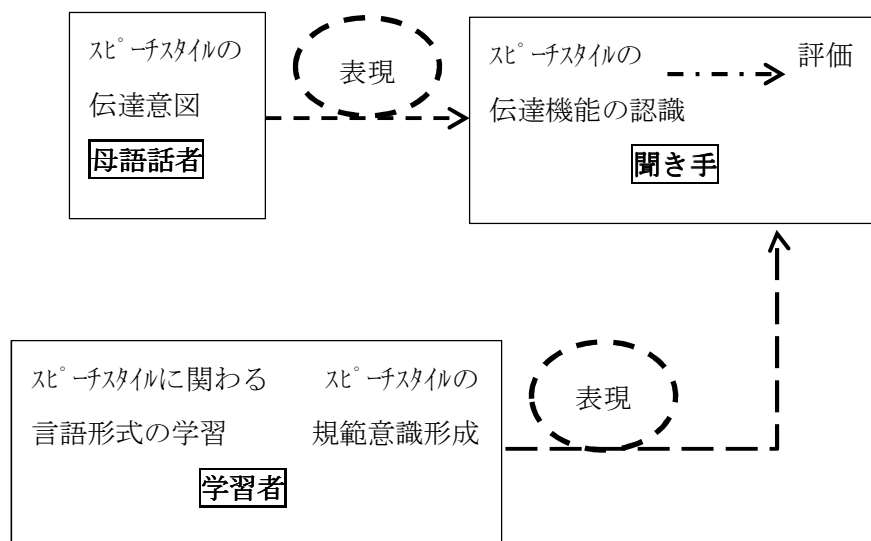 スピーチスタイルの
伝達意図
母語話者
表現
スピーチスタイルの
伝達機能の認識
評価
聞き手
スピーチスタイルに関わる
言語形式の学習
スピーチスタイルの
規範意識形成
学習者
表現